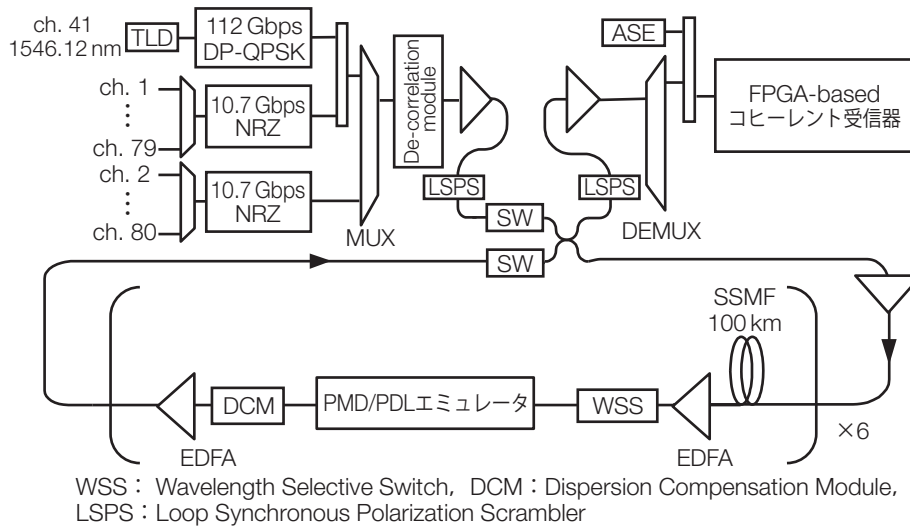 ch. 41
1546.12 nm
TLD
112 Gbps
DP-QPSK
ch. 1
ch. 79
10.7 Gbps
NRZ
ch. 2
ch. 80
10.7 Gbps
NRZ
MUX
De-correlation
module
LSPS
SW
SW
LSPS
DEMUX
ASE
FPGA-based
コヒーレント受信器
SSMF
100 km
EDFA
DCM
PMD/PDLエミュレータ
WSS
EDFA
×6
WSS： Wavelength Selective Switch, DCM：Dispersion Compensation Module,
LSPS：Loop Synchronous Polarization Scrambler